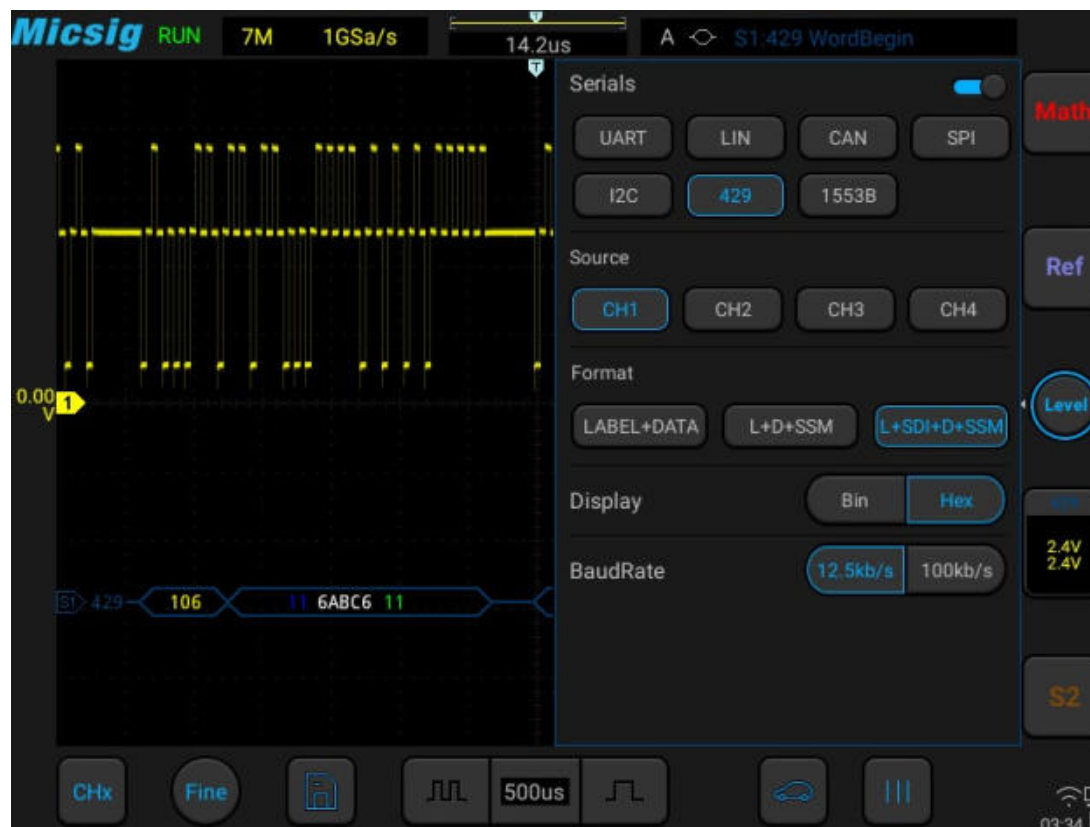 Micsig RUN 7M 1GSa/s 14.2us A S1:429 WordBegin
T
T
Serials
Math
UART LIN CAN SPI
I2C 429 1553B
Source
Ref
CH1 CH2 CH3 CH4
Format
0.00 V 1
Level
LABEL+DATA L+D+SSM L+SDI+D+SSM
Display Bin Hex
2.4V
2.4V
BaudRate 12.5kb/s 100kb/s
S1 429 106 11 6ABC6 11
S2
CHx Fine 500us
03:34